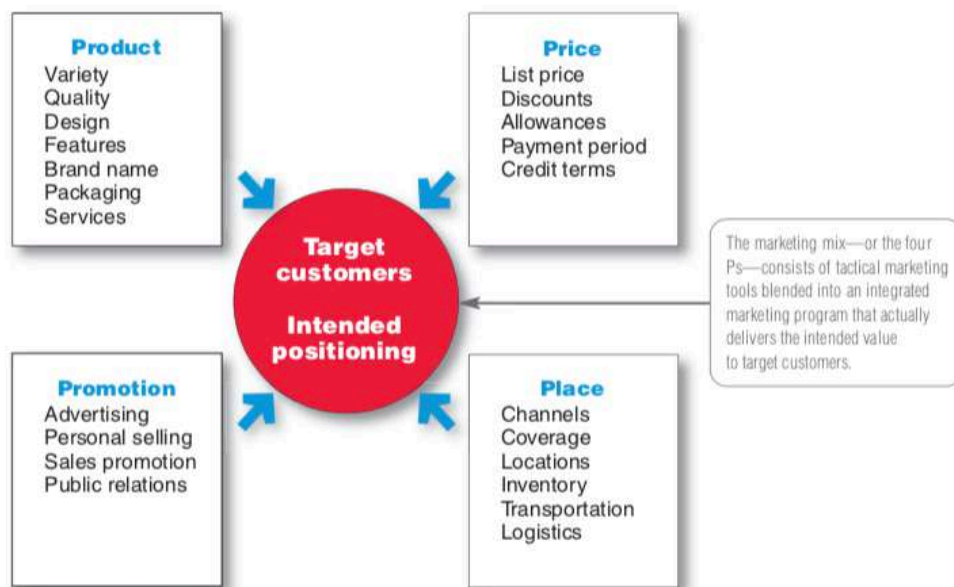 Product
Variety
Quality
Design
Features
Brand name
Packaging
Services
Price
List price
Discounts
Allowances
Payment period
Credit terms
Target
customers
Intended
positioning
The marketing mix—or the four
Ps—consists of tactical marketing
tools blended into an integrated
marketing program that actually
delivers the intended value
to target customers.
Promotion
Advertising
Personal selling
Sales promotion
Public relations
Place
Channels
Coverage
Locations
Inventory
Transportation
Logistics